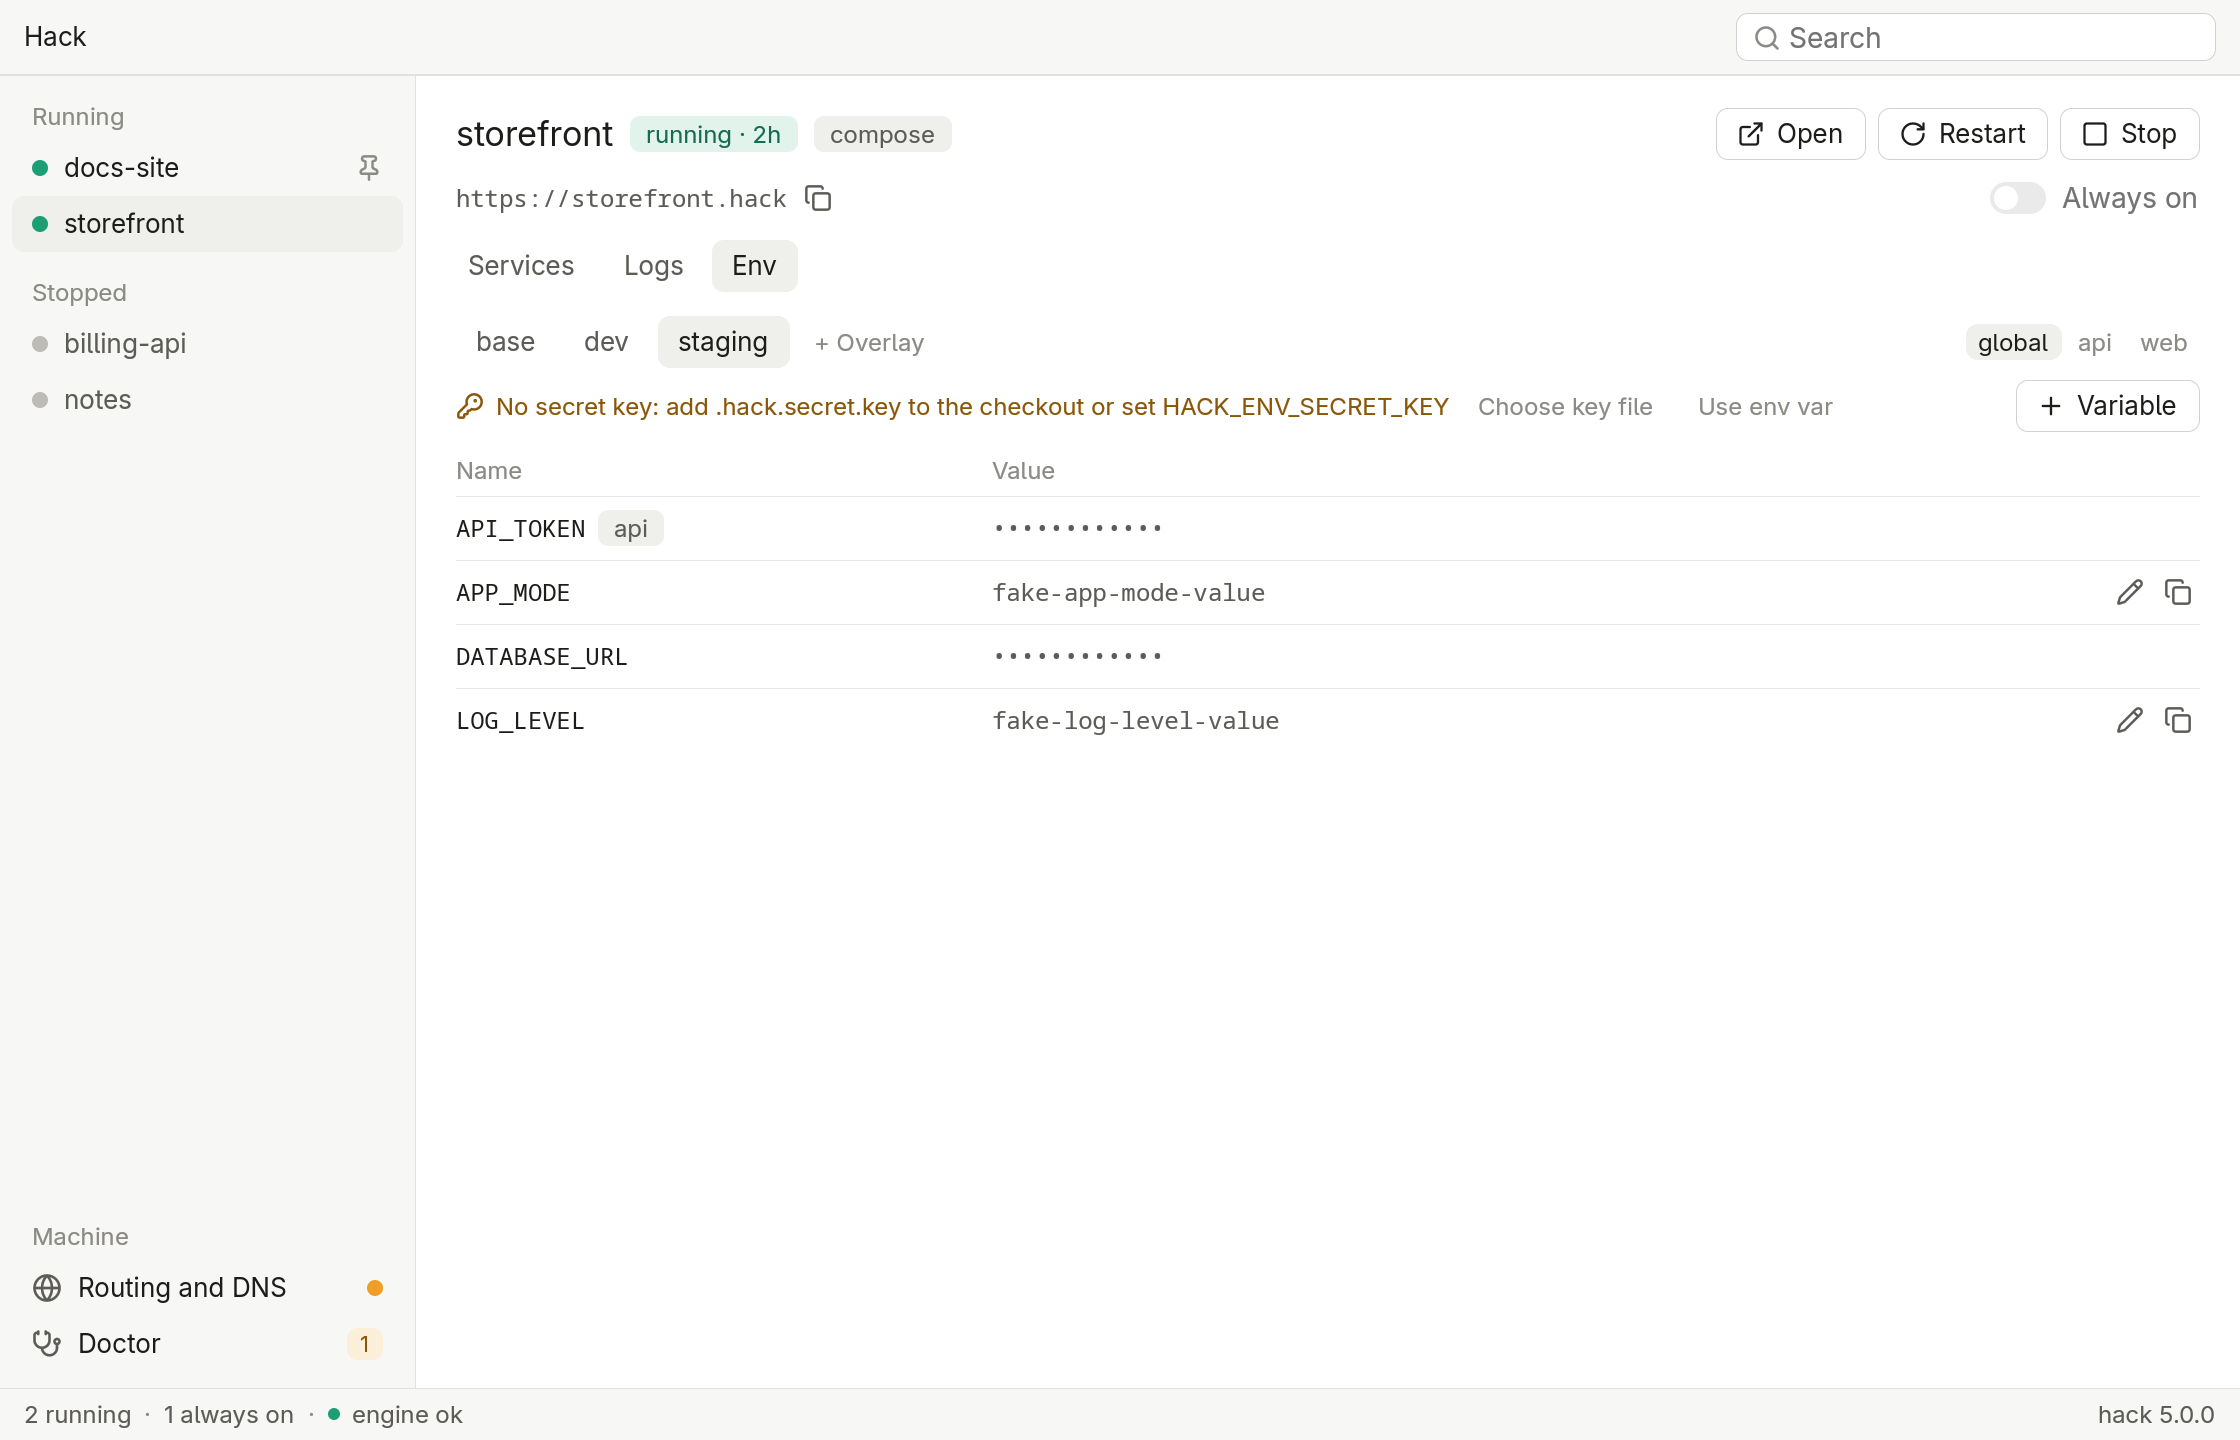 Hack
Search
Running
docs-site
storefront
Stopped
billing-api
notes
Machine
Routing and DNS
Doctor 1
storefront running · 2h compose
Open Restart Stop
https://storefront.hack
Always on
Services Logs Env
base dev staging + Overlay
global api web
No secret key: add .hack.secret.key to the checkout or set HACK_ENV_SECRET_KEY Choose key file Use env var
+ Variable
Name Value
API_TOKEN api ••••••••••••
APP_MODE fake-app-mode-value
DATABASE_URL ••••••••••••
LOG_LEVEL fake-log-level-value
2 running · 1 always on · engine ok
hack 5.0.0